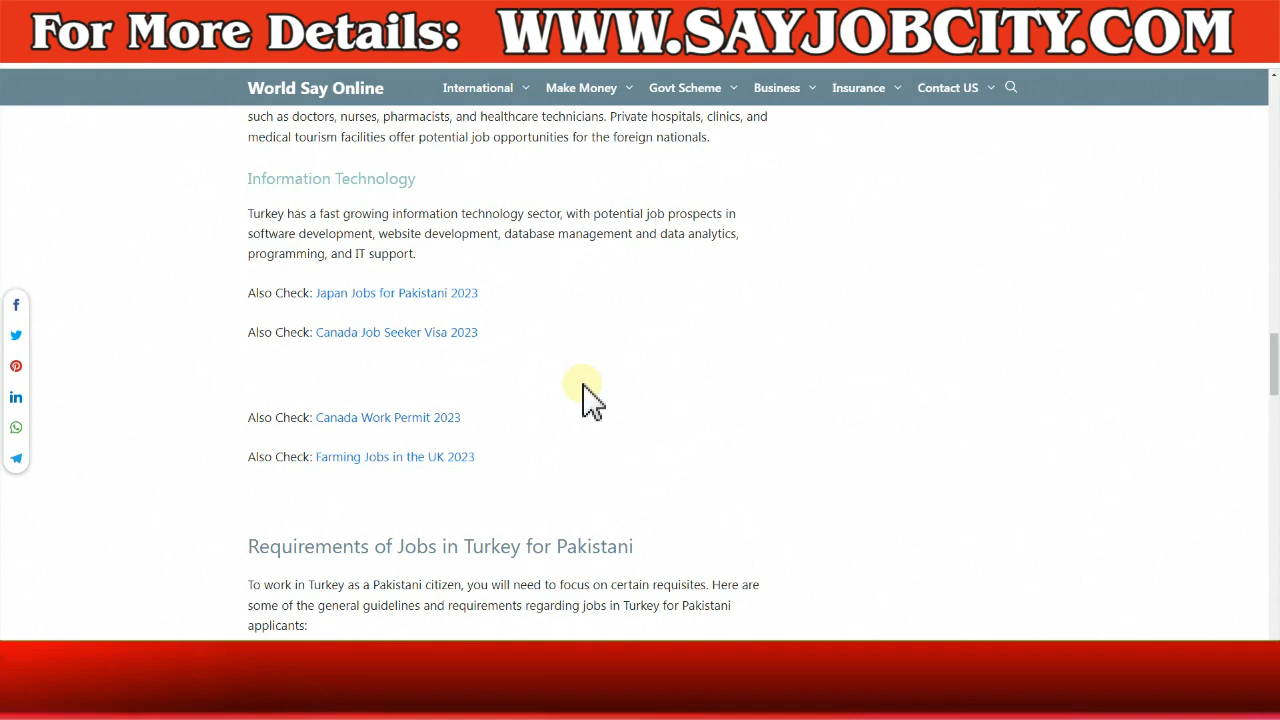 For More Details: WWW.SAYJOBCITY.COM
World Say Online International Make Money Govt Scheme Business Insurance Contact US
such as doctors, nurses, pharmacists, and healthcare technicians. Private hospitals, clinics, and
medical tourism facilities offer potential job opportunities for the foreign nationals.
Information Technology
Turkey has a fast growing information technology sector, with potential job prospects in
software development, website development, database management and data analytics,
programming, and IT support.
Also Check: Japan Jobs for Pakistani 2023
Also Check: Canada Job Seeker Visa 2023
Also Check: Canada Work Permit 2023
Also Check: Farming Jobs in the UK 2023
Requirements of Jobs in Turkey for Pakistani
To work in Turkey as a Pakistani citizen, you will need to focus on certain requisites. Here are
some of the general guidelines and requirements regarding jobs in Turkey for Pakistani
applicants: